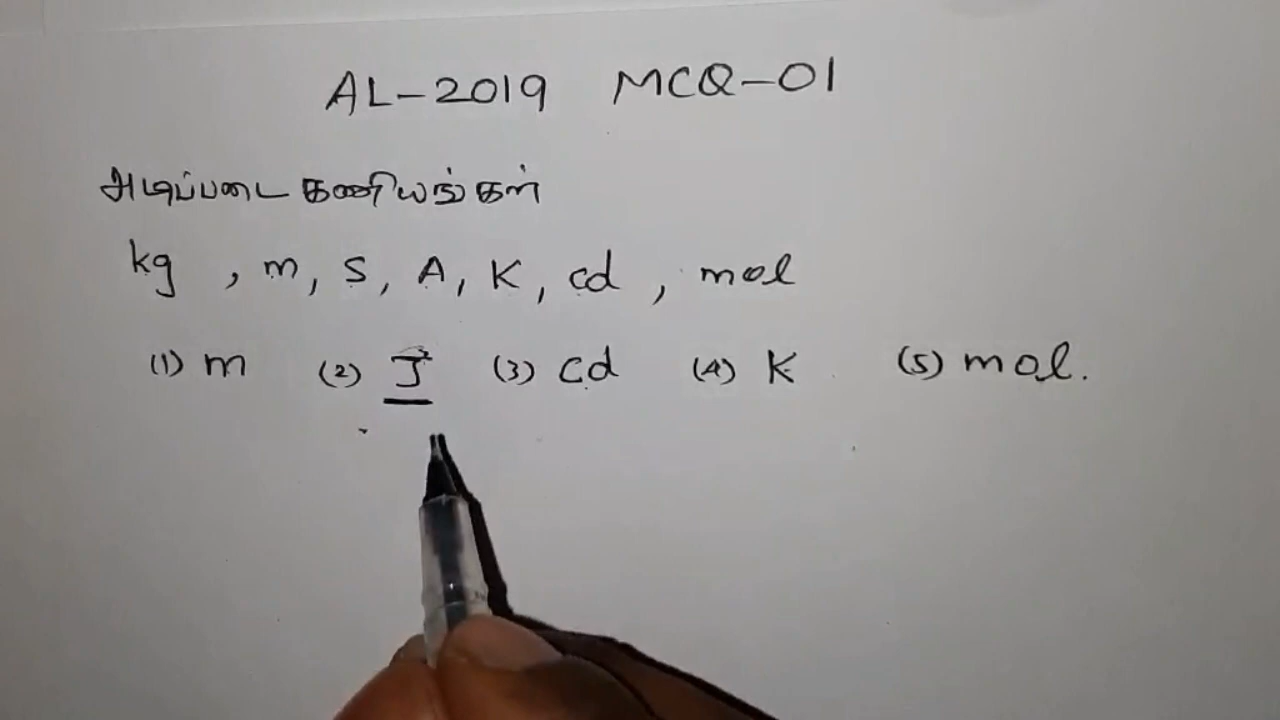 AL-2019 MCQ-01
அடிப்படை கணியங்கள்
kg , m, s, A, K, cd , mol
(1) m (2) J (3) cd (4) K (5) mol.